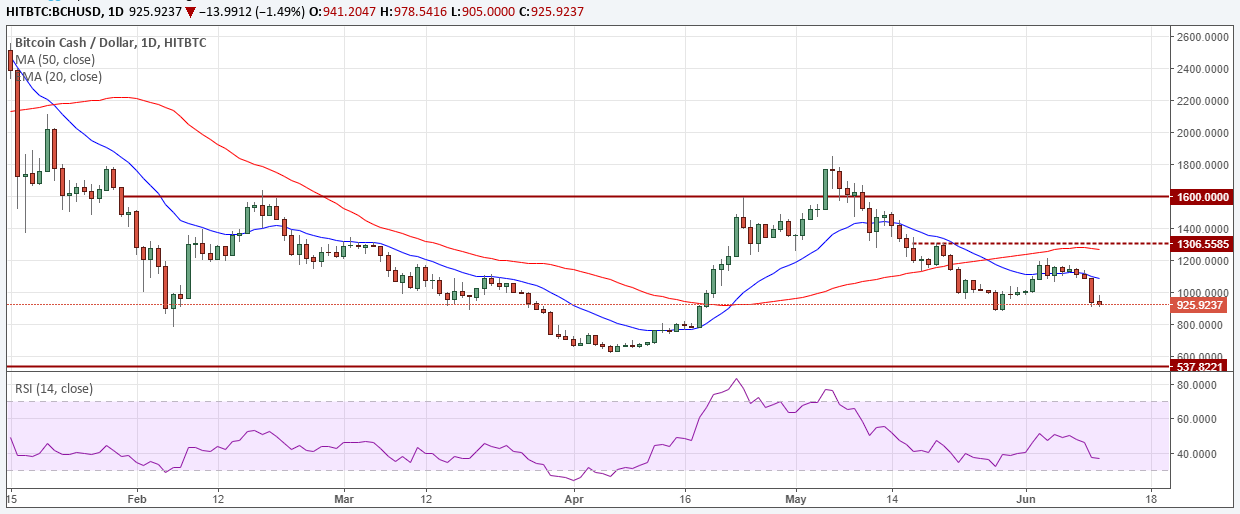 HITBTC:BCHUSD, 1D 925.9237 ▼ −13.9912 (−1.49%) O:941.2047 H:978.5416 L:905.0000 C:925.9237
Bitcoin Cash / Dollar, 1D, HITBTC
MA (50, close)
EMA (20, close)
2600.0000
2400.0000
2200.0000
2000.0000
1800.0000
1600.0000
1400.0000
1306.5585
1200.0000
1000.0000
925.9237
800.0000
600.0000
537.8221
RSI (14, close)
80.0000
60.0000
40.0000
15 Feb 12 Mar 12 Apr 16 May 14 Jun 18